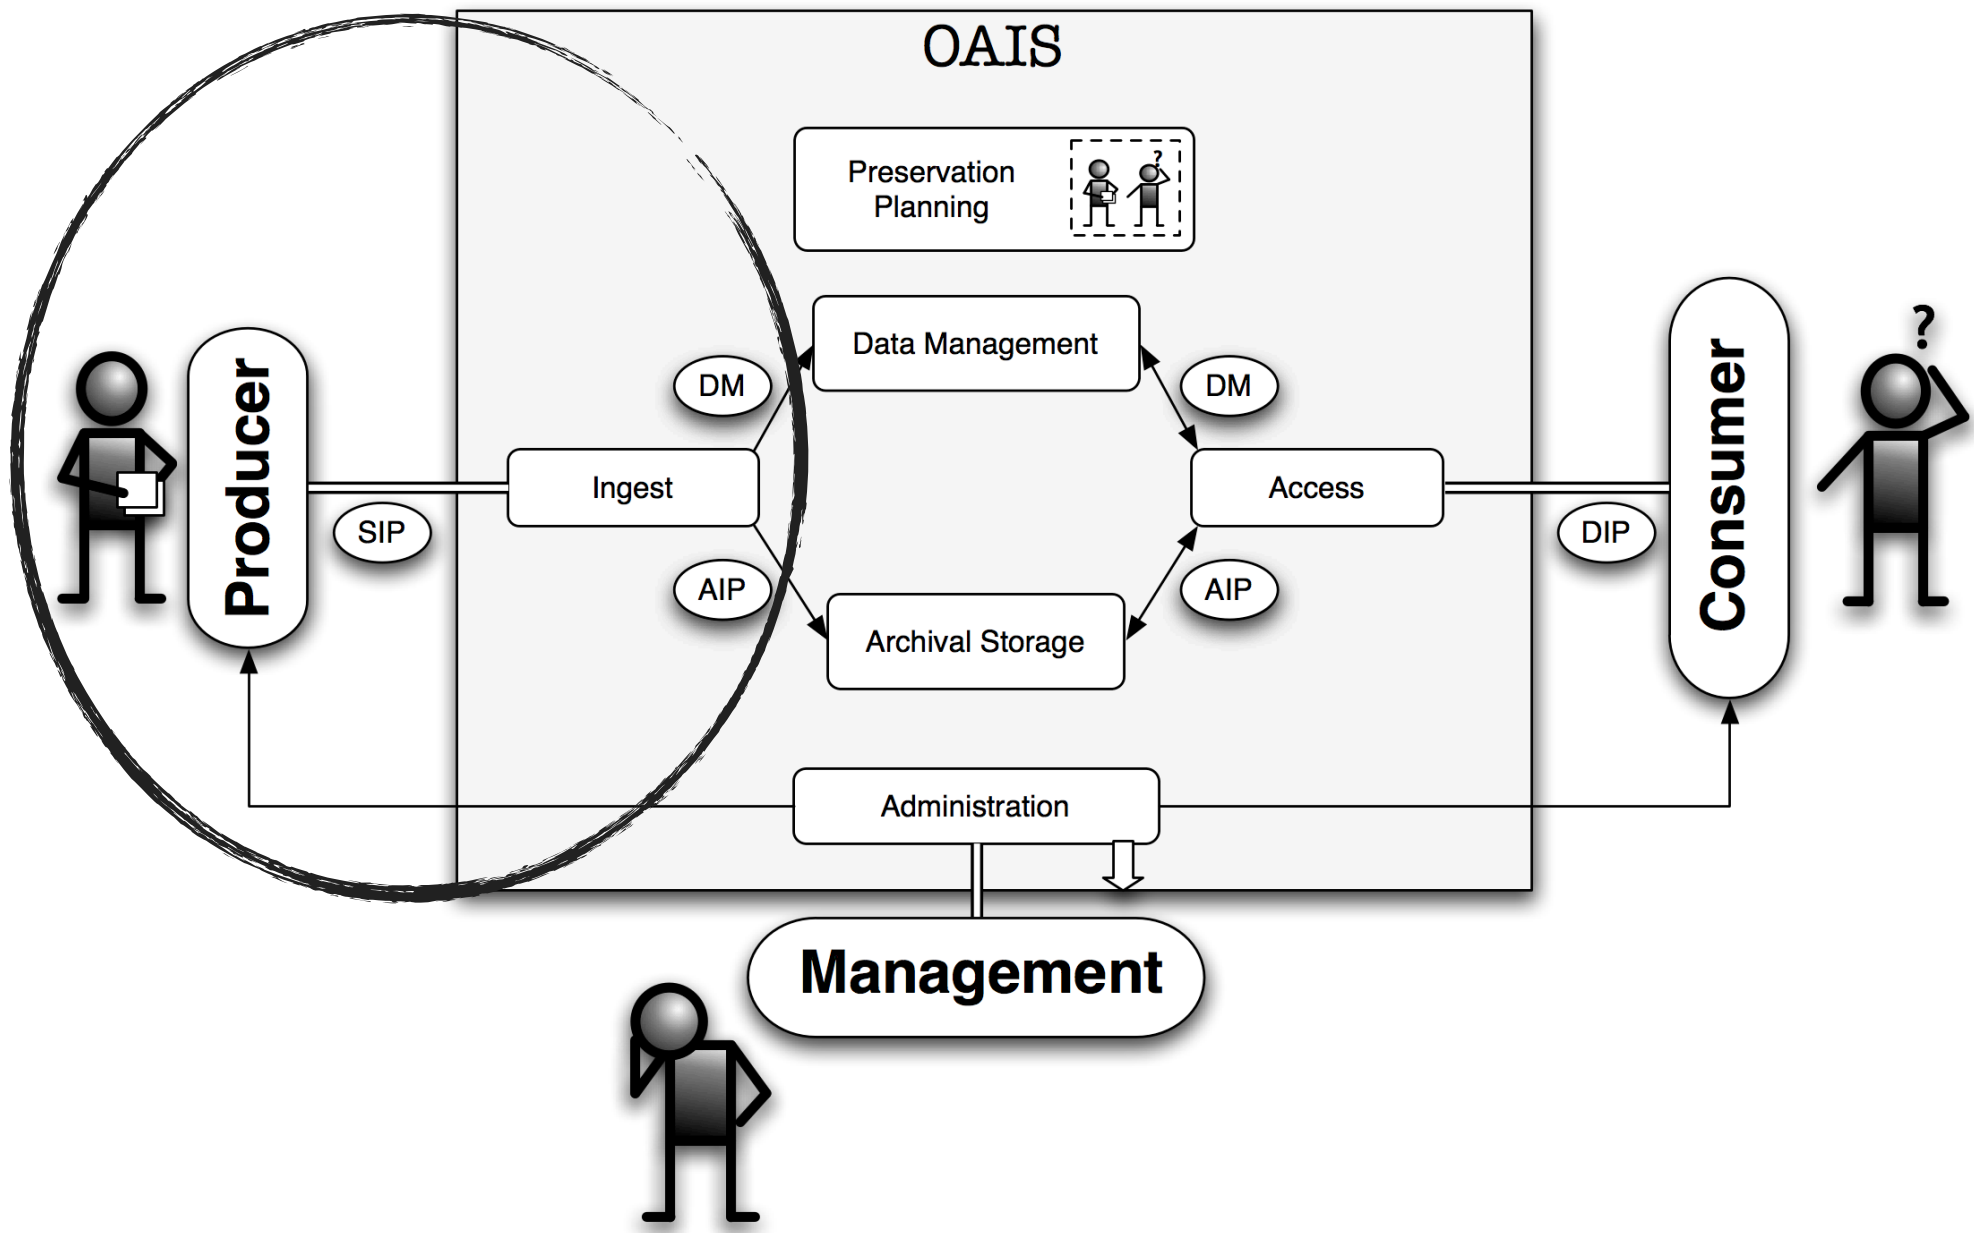 OAIS
Preservation
Planning
?
Data Management
DM
DM
?
Producer
Ingest
Access
Consumer
SIP
DIP
AIP
AIP
Archival Storage
Administration
Management